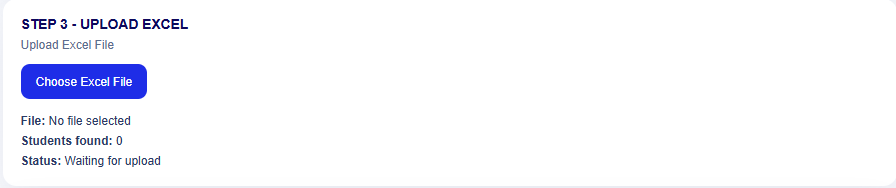 STEP 3 - UPLOAD EXCEL
Upload Excel File
Choose Excel File
File: No file selected
Students found: 0
Status: Waiting for upload